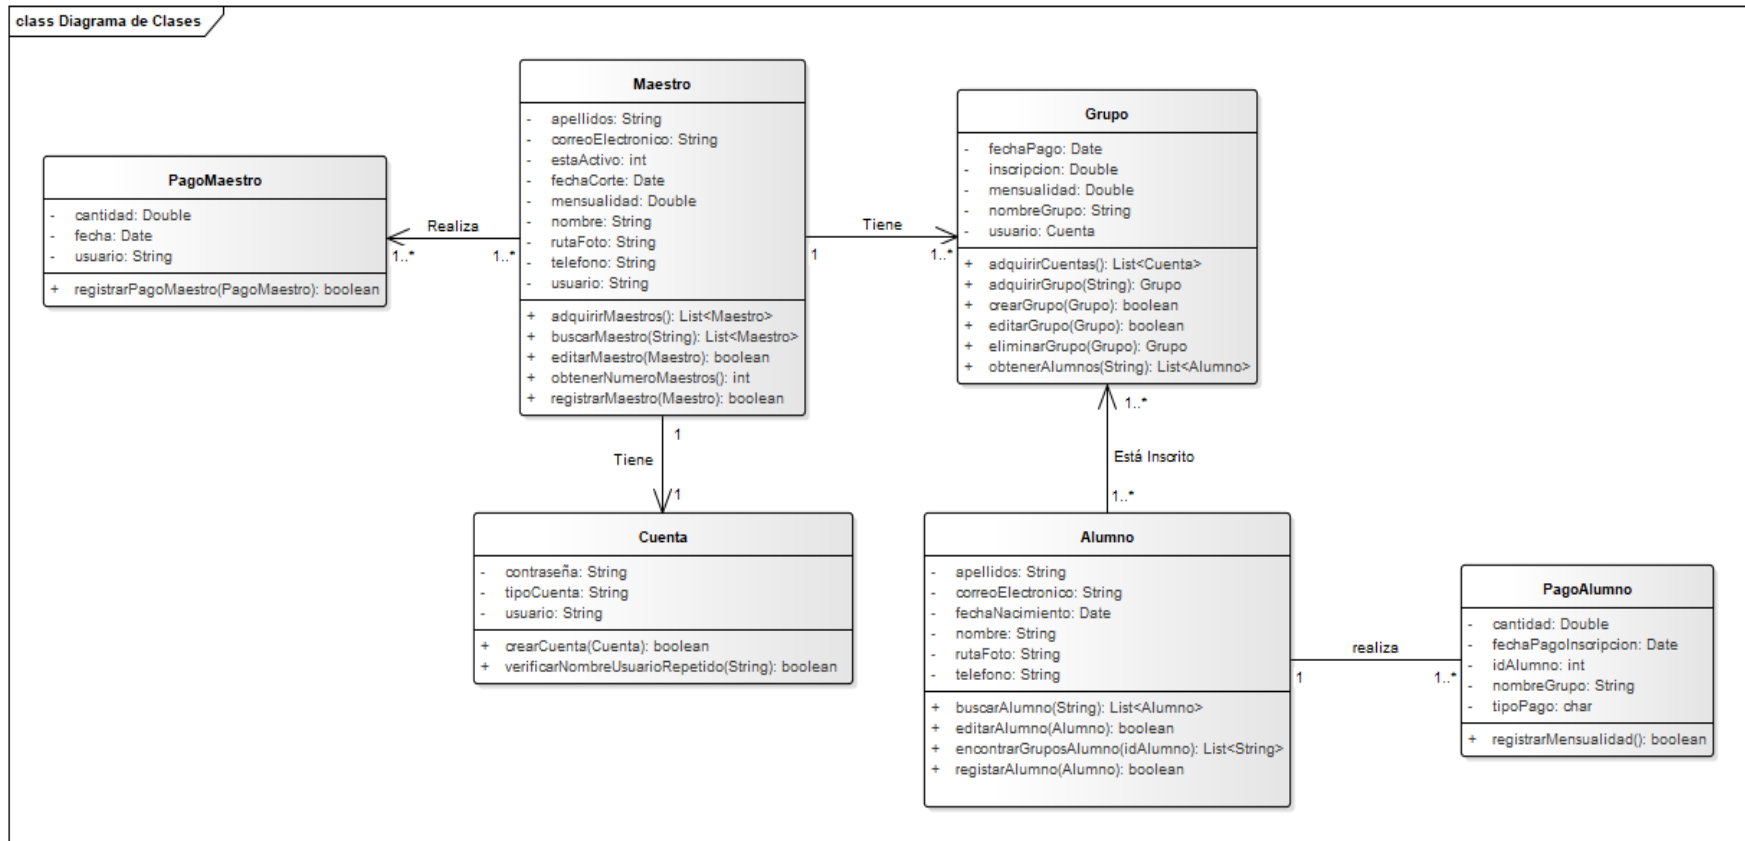 class Diagrama de Clases
Maestro
- apellidos: String
- correoElectronico: String
- estaActivo: int
- fechaCorte: Date
- mensualidad: Double
- nombre: String
- rutaFoto: String
- telefono: String
- usuario: String
+ adquirirMaestros(): List<Maestro>
+ buscarMaestro(String): List<Maestro>
+ editarMaestro(Maestro): boolean
+ obtenerNumeroMaestros(): int
+ registrarMaestro(Maestro): boolean
Grupo
- fechaPago: Date
- inscripcion: Double
- mensualidad: Double
- nombreGrupo: String
- usuario: Cuenta
+ adquirirCuentas(): List<Cuenta>
+ adquirirGrupo(String): Grupo
+ crearGrupo(Grupo): boolean
+ editarGrupo(Grupo): boolean
+ eliminarGrupo(Grupo): Grupo
+ obtenerAlumnos(String): List<Alumno>
PagoMaestro
- cantidad: Double
- fecha: Date
- usuario: String
+ registrarPagoMaestro(PagoMaestro): boolean
Realiza
1..*
1..*
Tiene
1
1..*
1
Tiene
1
1..*
Está Inscrito
1..*
Cuenta
- contraseña: String
- tipoCuenta: String
- usuario: String
+ crearCuenta(Cuenta): boolean
+ verificarNombreUsuarioRepetido(String): boolean
Alumno
- apellidos: String
- correoElectronico: String
- fechaNacimiento: Date
- nombre: String
- rutaFoto: String
- telefono: String
+ buscarAlumno(String): List<Alumno>
+ editarAlumno(Alumno): boolean
+ encontrarGruposAlumno(idAlumno): List<String>
+ registarAlumno(Alumno): boolean
realiza
1
1..*
PagoAlumno
- cantidad: Double
- fechaPagoInscripcion: Date
- idAlumno: int
- nombreGrupo: String
- tipoPago: char
+ registrarMensualidad(): boolean